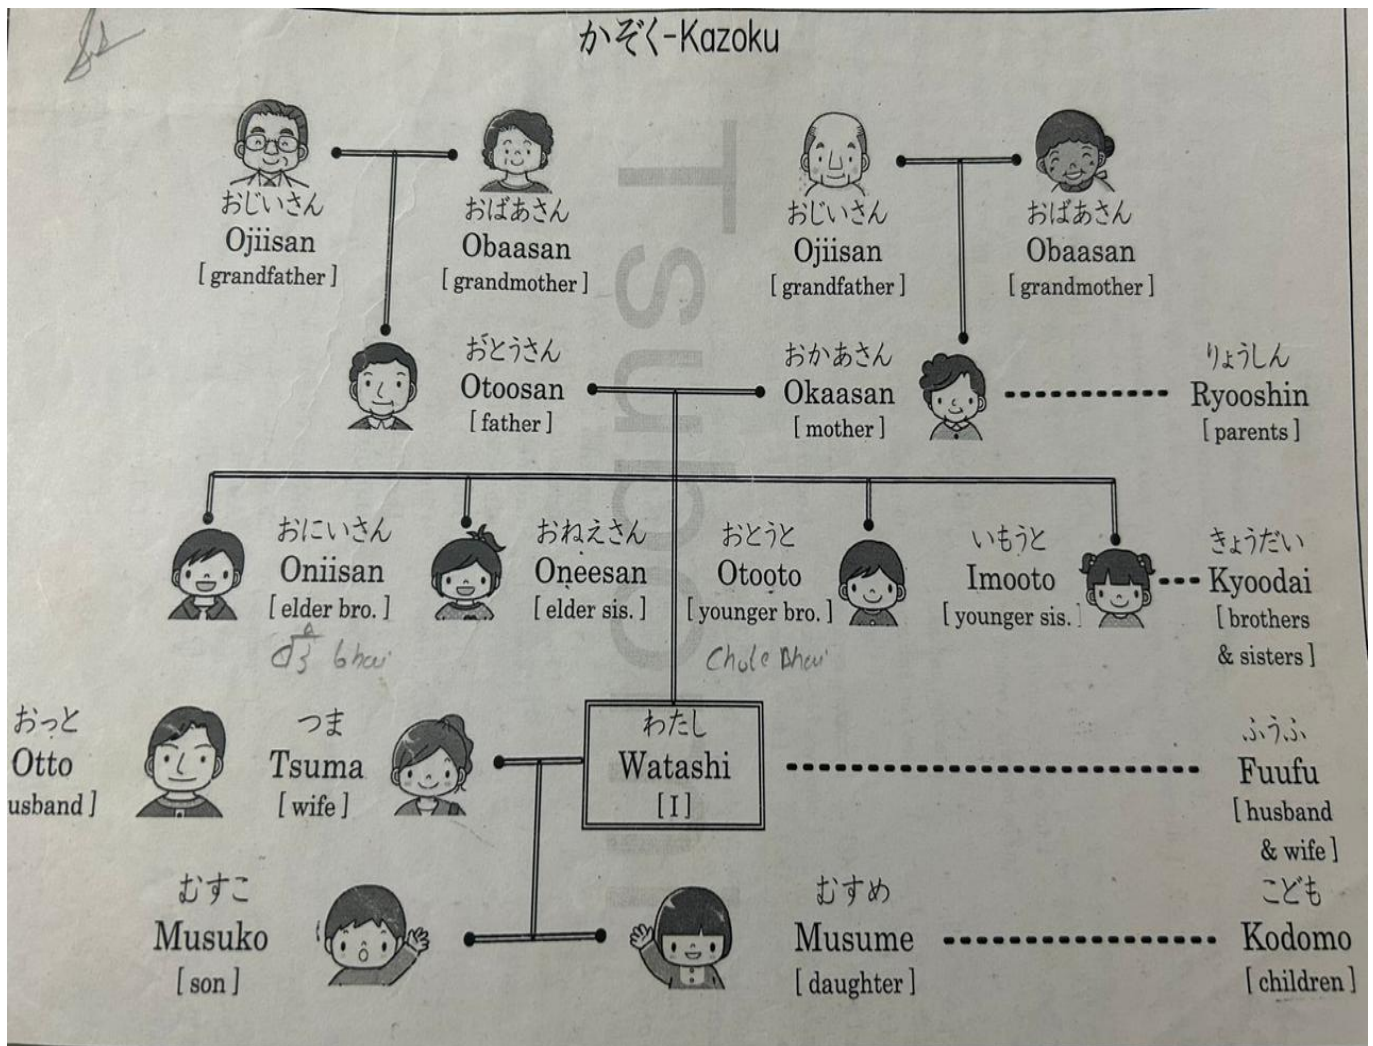 かぞく-Kazoku
おじいさん
Ojiisan
[ grandfather ]
おばあさん
Obaasan
[ grandmother ]
おじいさん
Ojiisan
[ grandfather ]
おばあさん
Obaasan
[ grandmother ]
おとうさん
Otoosan
[ father ]
おかあさん
Okaasan
[ mother ]
りょうしん
Ryooshin
[ parents ]
おにいさん
Oniisan
[ elder bro. ]
bhai
おねえさん
Oneesan
[ elder sis. ]
おとうと
Otooto
[ younger bro. ]
いもうと
Imooto
[ younger sis. ]
きょうだい
Kyoodai
[ brothers
& sisters ]
おっと
Otto
usband ]
つま
Tsuma
[ wife ]
わたし
Watashi
[ I ]
ふうふ
Fuufu
[ husband
& wife ]
むすこ
Musuko
[ son ]
むすめ
Musume
[ daughter ]
こども
Kodomo
[ children ]